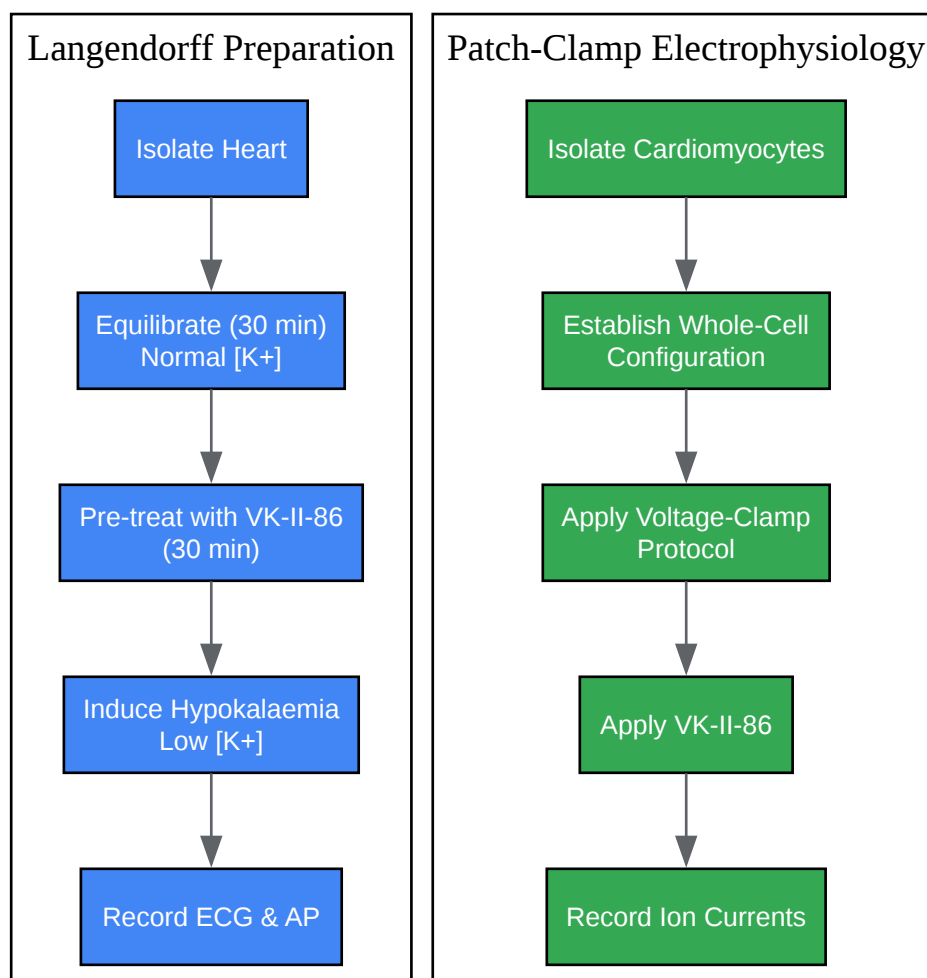 Langendorff Preparation
Isolate Heart
Equilibrate (30 min)
Normal [K+]
Pre-treat with VK-II-86
(30 min)
Induce Hypokalaemia
Low [K+]
Record ECG & AP
Patch-Clamp Electrophysiology
Isolate Cardiomyocytes
Establish Whole-Cell
Configuration
Apply Voltage-Clamp
Protocol
Apply VK-II-86
Record Ion Currents